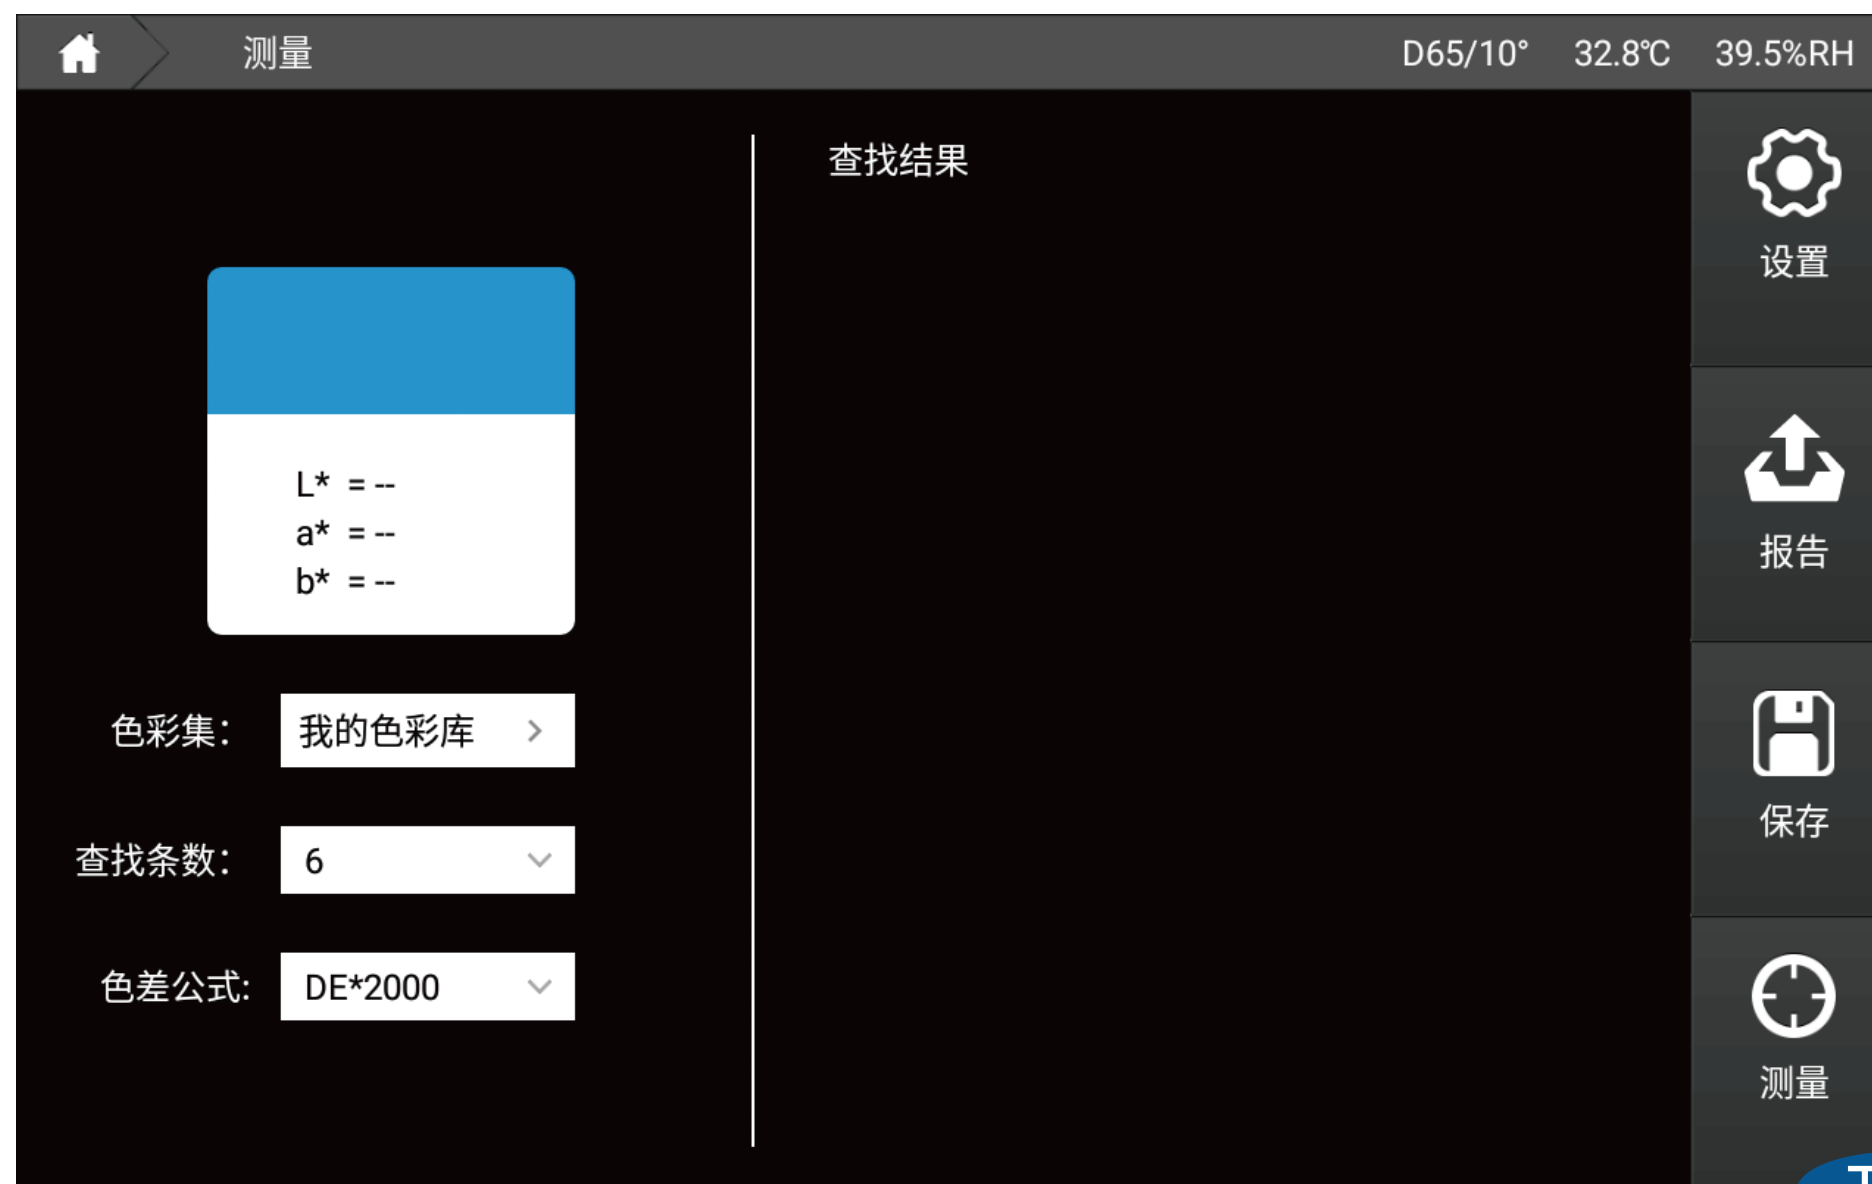 测量
D65/10° 32.8℃ 39.5%RH
L* = --
a* = --
b* = --
色彩集：
我的色彩库
查找条数：
6
色差公式:
DE*2000
查找结果
设置
报告
保存
测量